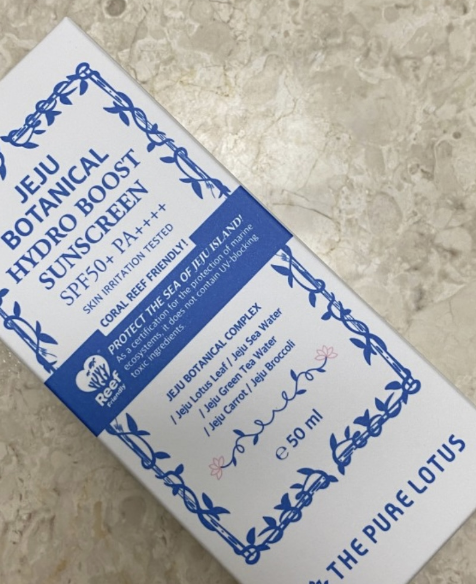 JEJU
BOTANICAL
HYDRO BOOST
SUNSCREEN
SPF50+ PA++++
SKIN IRRITATION TESTED
CORAL REEF FRIENDLY!
PROTECT THE SEA OF JEJU ISLAND!
As a certification for the protection of marine
ecosystems, it does not contain UV-blocking
toxic ingredients.
Reef
friendly
JEJU BOTANICAL COMPLEX
/ Jeju Lotus Leaf / Jeju Sea Water
/ Jeju Green Tea Water
/ Jeju Carrot / Jeju Broccoli
℮ 50 ml
THE PURE LOTUS